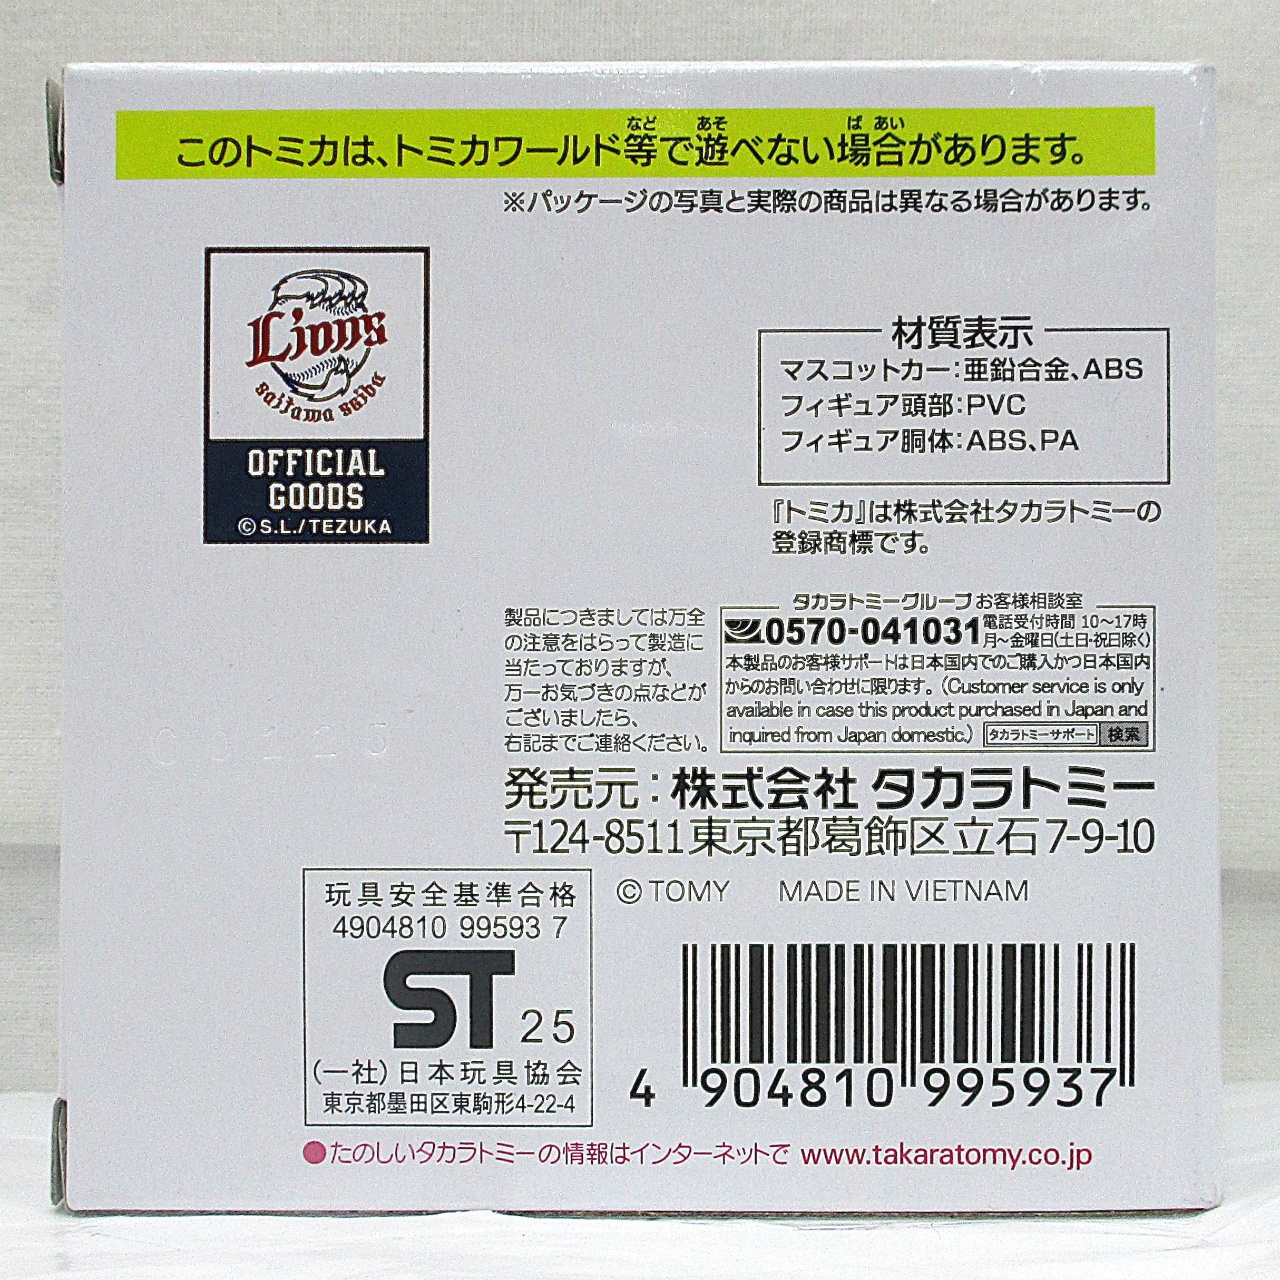 このトミカは、トミカワールド等で遊べない場合があります。
など あそ ば あい
※パッケージの写真と実際の商品は異なる場合があります。
Lions
saitama seibu
OFFICIAL
GOODS
©S.L./TEZUKA
材質表示
マスコットカー:亜鉛合金、ABS
フィギュア頭部:PVC
フィギュア胴体:ABS、PA
『トミカ』は株式会社タカラトミーの
登録商標です。
製品につきましては万全
の注意をはらって製造に
当たっておりますが、
万一お気づきの点などが
ございましたら、
右記までご連絡ください。
タカラトミーグループお客様相談室
0570-041031 電話受付時間 10〜17時
月〜金曜日(土日・祝日除く)
本製品のお客様サポートは日本国内でのご購入かつ日本国内
からのお問い合わせに限ります。(Customer service is only
available in case this product purchased in Japan and
inquired from Japan domestic.) タカラトミーサポート 検索
発売元:株式会社 タカラトミー
〒124-8511 東京都葛飾区立石7-9-10
© TOMY MADE IN VIETNAM
玩具安全基準合格
4904810 99593 7
ST 25
(一社)日本玩具協会
東京都墨田区東駒形4-22-4
4 904810 995937
●たのしいタカラトミーの情報はインターネットで www.takaratomy.co.jp